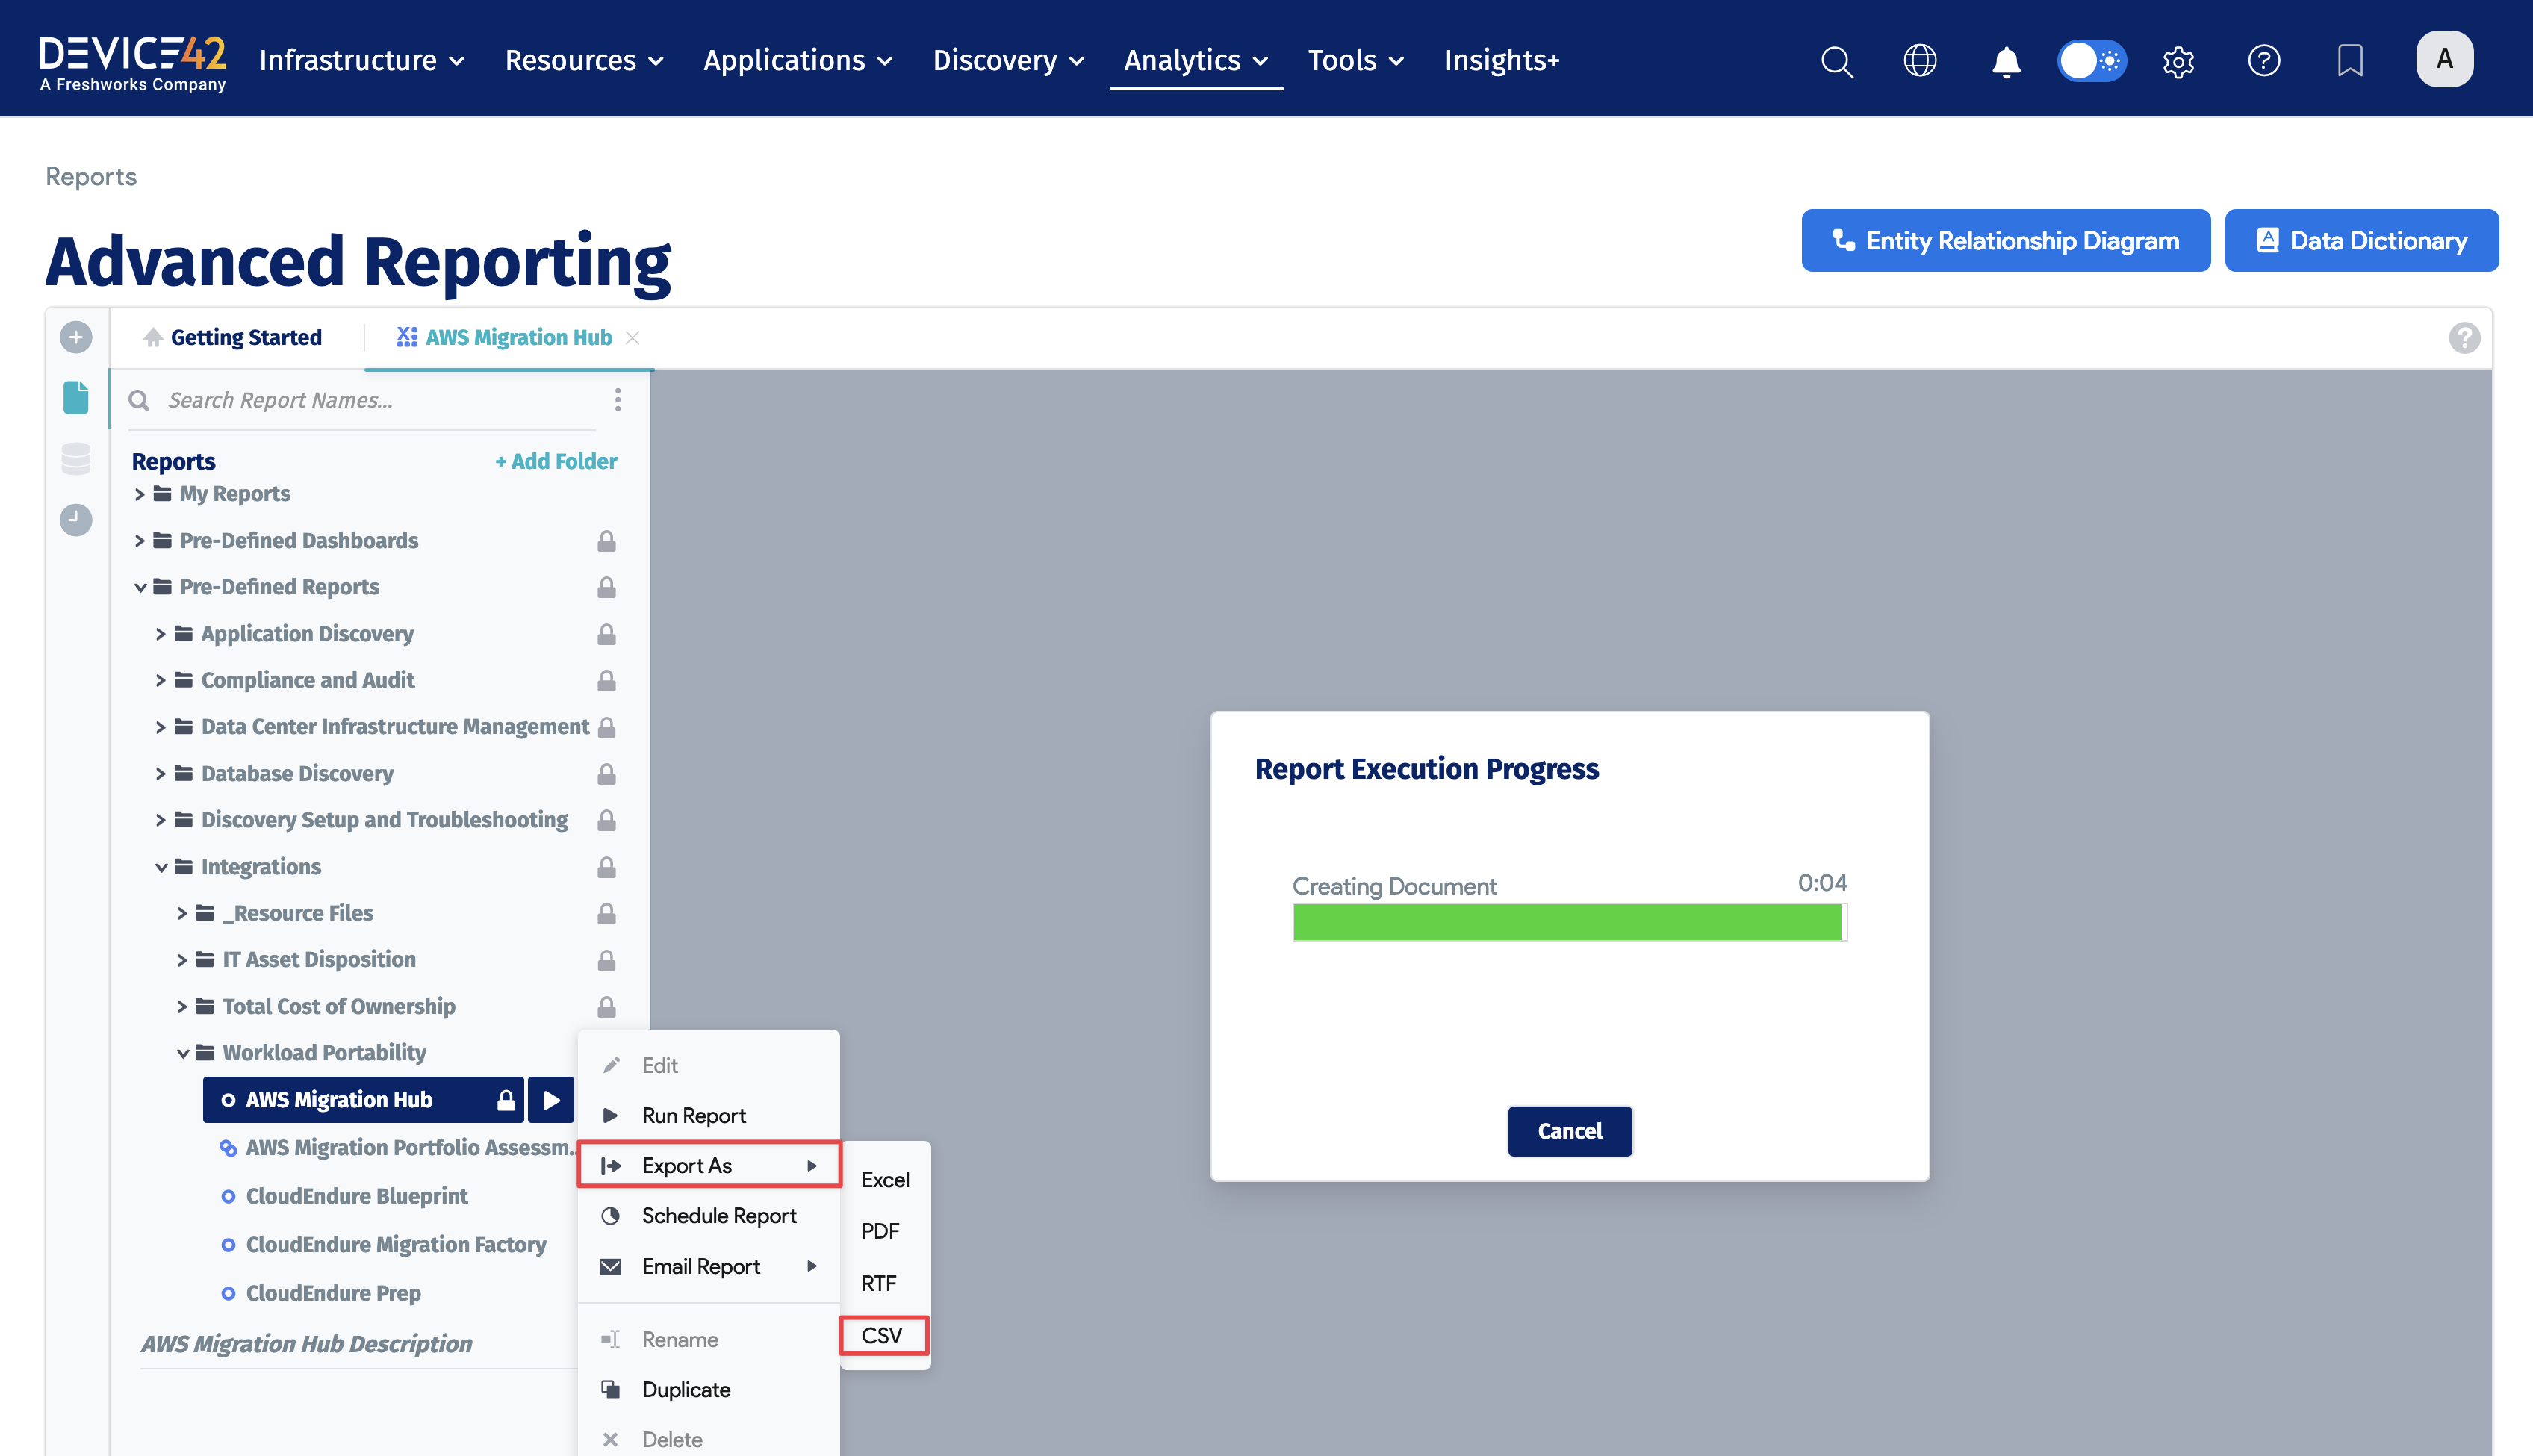 DEVICE42
A Freshworks Company
Infrastructure
Resources
Applications
Discovery
Analytics
Tools
Insights+
A
Reports
Advanced Reporting
Entity Relationship Diagram
Data Dictionary
Getting Started
AWS Migration Hub
Search Report Names...
Reports
+ Add Folder
My Reports
Pre-Defined Dashboards
Pre-Defined Reports
Application Discovery
Compliance and Audit
Data Center Infrastructure Management
Database Discovery
Discovery Setup and Troubleshooting
Integrations
_Resource Files
IT Asset Disposition
Total Cost of Ownership
Workload Portability
AWS Migration Hub
AWS Migration Portfolio Assessm...
CloudEndure Blueprint
CloudEndure Migration Factory
CloudEndure Prep
AWS Migration Hub Description
Edit
Run Report
Export As
Schedule Report
Email Report
Rename
Duplicate
Delete
Excel
PDF
RTF
CSV
Report Execution Progress
Creating Document
0:04
Cancel